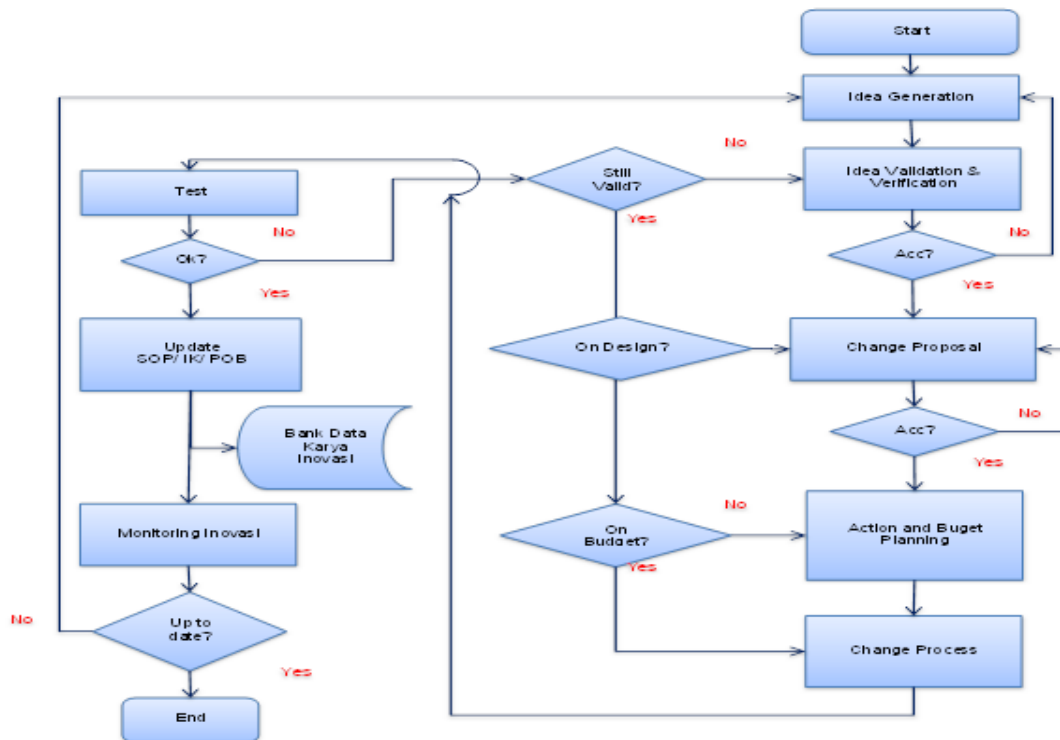 Start
Idea Generation
No
Idea Validation &
Verification
Still
Valid?
Yes
Test
No
Ok?
Yes
No
Acc?
Yes
Update
SOP/ IK/ POB
On Design?
Change Proposal
Bank Data
Karya
Inovasi
No
Acc?
Yes
Monitoring Inovasi
On
Budget?
No
Yes
Action and Buget
Planning
No
Up to
date?
Yes
Change Process
End